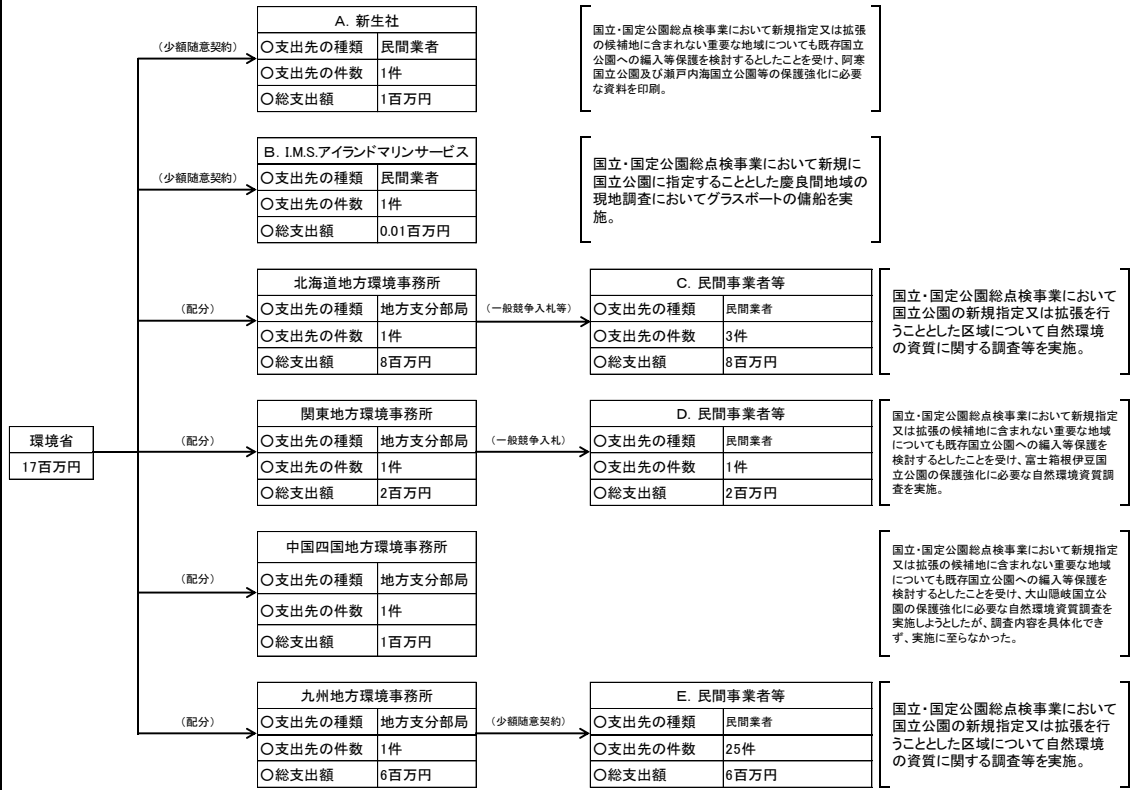 環境省
17百万円
(少額随意契約)
A. 新生社
○支出先の種類 民間業者
○支出先の件数 1件
○総支出額 1百万円
国立・国定公園総点検事業において新規指定又は拡張
の候補地に含まれない重要な地域についても既存国立
公園への編入等保護を検討するとしたことを受け、阿寒
国立公園及び瀬戸内海国立公園等の保護強化に必要
な資料を印刷。
(少額随意契約)
B. I.M.S.アイランドマリンサービス
○支出先の種類 民間業者
○支出先の件数 1件
○総支出額 0.01百万円
国立・国定公園総点検事業において新規に
国立公園に指定することとした慶良間地域の
現地調査においてグラスボートの傭船を実
施。
(配分)
北海道地方環境事務所
○支出先の種類 地方支分部局
○支出先の件数 1件
○総支出額 8百万円
(一般競争入札等)
C. 民間事業者等
○支出先の種類 民間業者
○支出先の件数 3件
○総支出額 8百万円
国立・国定公園総点検事業において
国立公園の新規指定又は拡張を行
うこととした区域について自然環境
の資質に関する調査等を実施。
(配分)
関東地方環境事務所
○支出先の種類 地方支分部局
○支出先の件数 1件
○総支出額 2百万円
(一般競争入札)
D. 民間事業者等
○支出先の種類 民間業者
○支出先の件数 1件
○総支出額 2百万円
国立・国定公園総点検事業において新規指定
又は拡張の候補地に含まれない重要な地域
についても既存国立公園への編入等保護を
検討するとしたことを受け、富士箱根伊豆国
立公園の保護強化に必要な自然環境資質調
査を実施。
(配分)
中国四国地方環境事務所
○支出先の種類 地方支分部局
○支出先の件数 1件
○総支出額 1百万円
国立・国定公園総点検事業において新規指定
又は拡張の候補地に含まれない重要な地域
についても既存国立公園への編入等保護を
検討するとしたことを受け、大山隠岐国立公
園の保護強化に必要な自然環境資質調査を
実施しようとしたが、調査内容を具体化でき
ず、実施に至らなかった。
(配分)
九州地方環境事務所
○支出先の種類 地方支分部局
○支出先の件数 1件
○総支出額 6百万円
(少額随意契約)
E. 民間事業者等
○支出先の種類 民間業者
○支出先の件数 25件
○総支出額 6百万円
国立・国定公園総点検事業において
国立公園の新規指定又は拡張を行
うこととした区域について自然環境
の資質に関する調査等を実施。